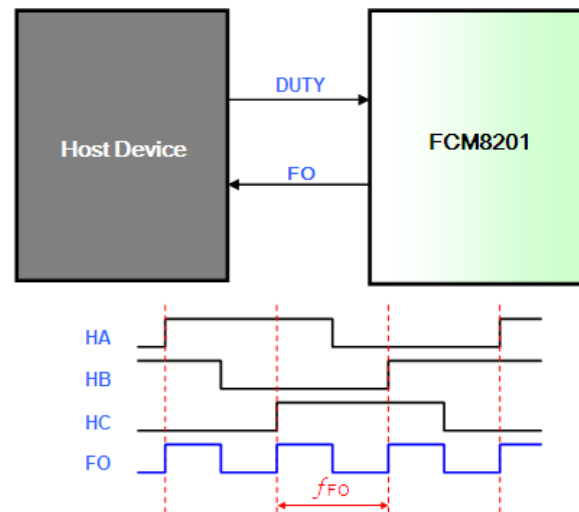 DUTY
Host Device
FCM8201
FO
HA
HB
HC
FO
fFO